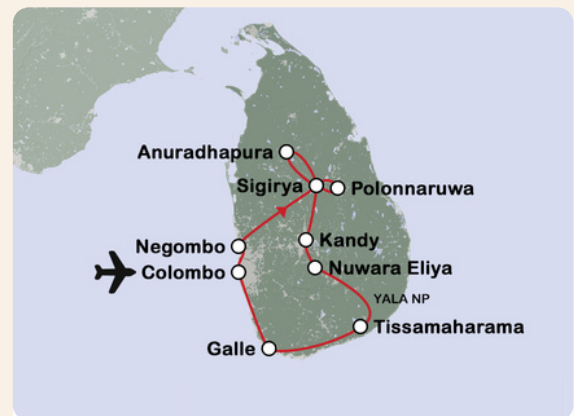 Anuradhapura
Sigirya
Polonnaruwa
Negombo
Kandy
Colombo
Nuwara Eliya
YALA NP
Tissamaharama
Galle